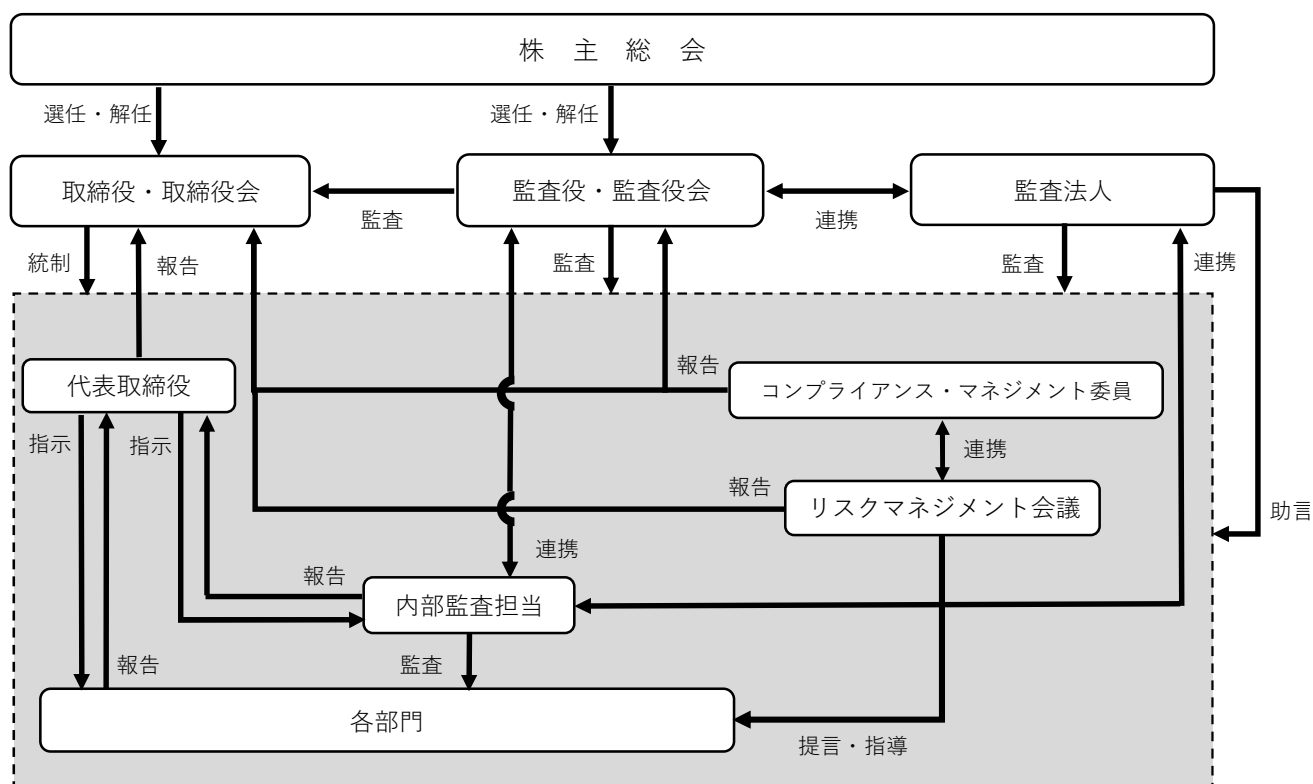 株 主 総 会
選任・解任
選任・解任
取締役・取締役会
監査役・監査役会
監査法人
監査
連携
統制
報告
監査
監査
連携
代表取締役
報告
コンプライアンス・マネジメント委員
指示
指示
連携
報告
リスクマネジメント会議
助言
連携
報告
内部監査担当
報告
監査
各部門
提言・指導